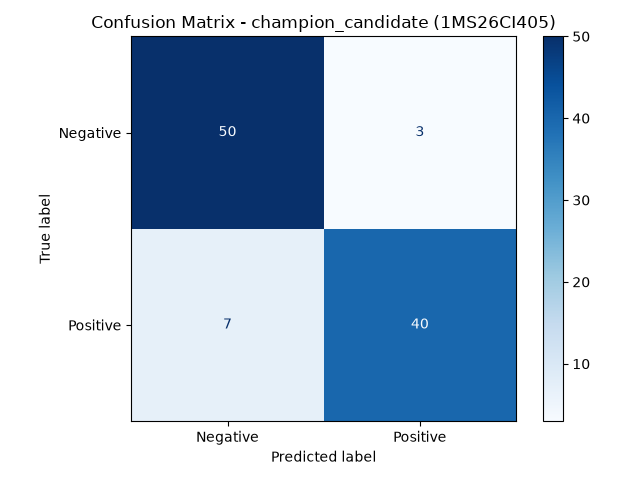 Confusion Matrix - champion_candidate (1MS26CI405)
50
Negative
50
3
40
True label
30
20
Positive
7
40
10
Negative
Positive
Predicted label